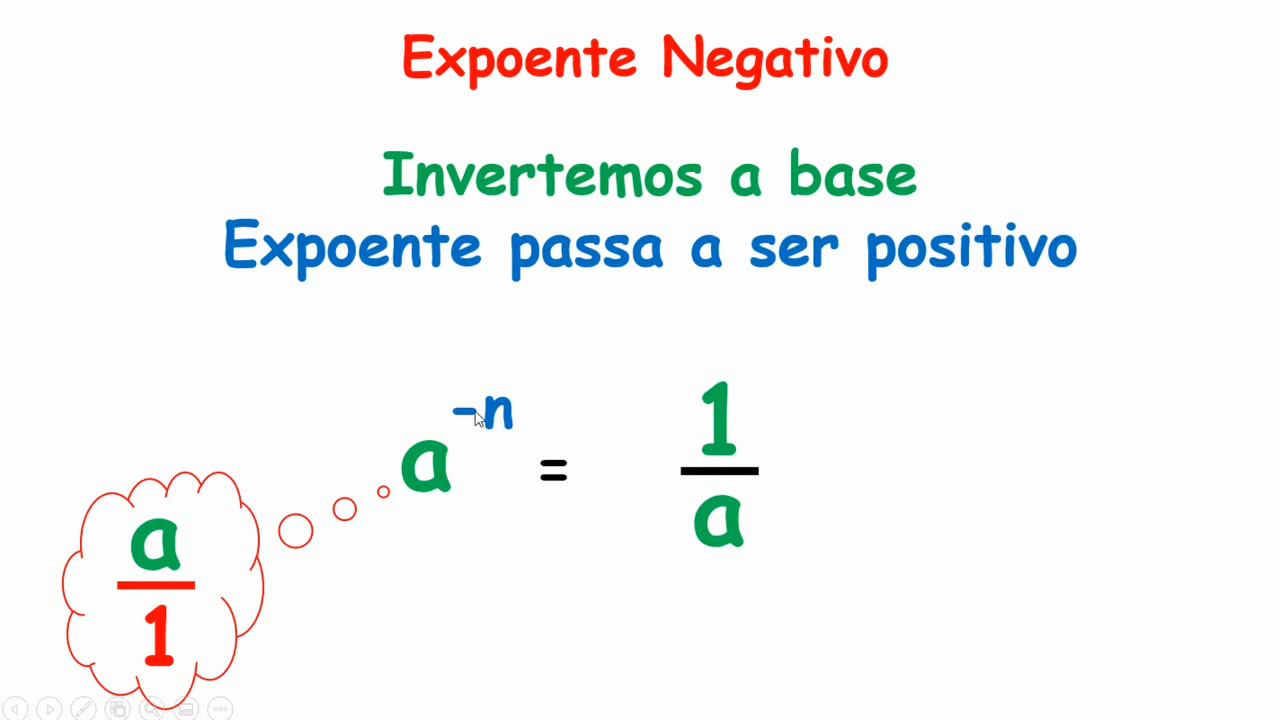 Expoente Negativo
Invertemos a base
Expoente passa a ser positivo
a⁻ⁿ = 1/a
a/1